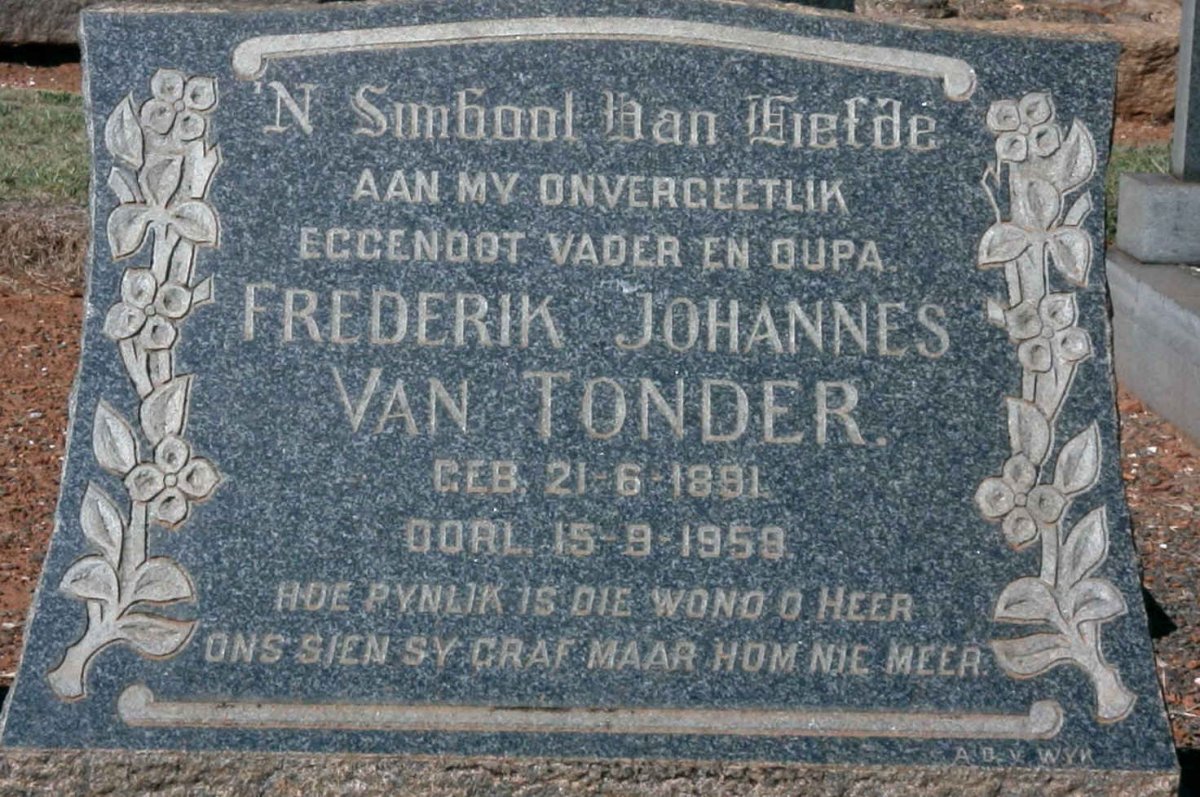 'N Simbool Van Liefde
AAN MY ONVERGEETLIK
EGGENOOT VADER EN OUPA.
FREDERIK JOHANNES
VAN TONDER.
GEB. 21-6-1891.
OORL. 15-9-1959.
HOE PYNLIK IS DIE WOND O HEER
ONS SIEN SY GRAF MAAR HOM NIE MEER.
A.D. v. WYK